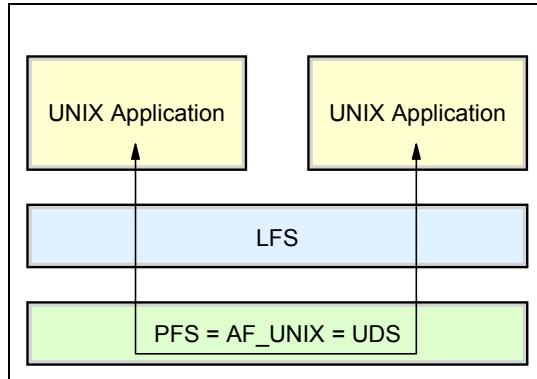 UNIX Application
UNIX Application
LFS
PFS = AF_UNIX = UDS